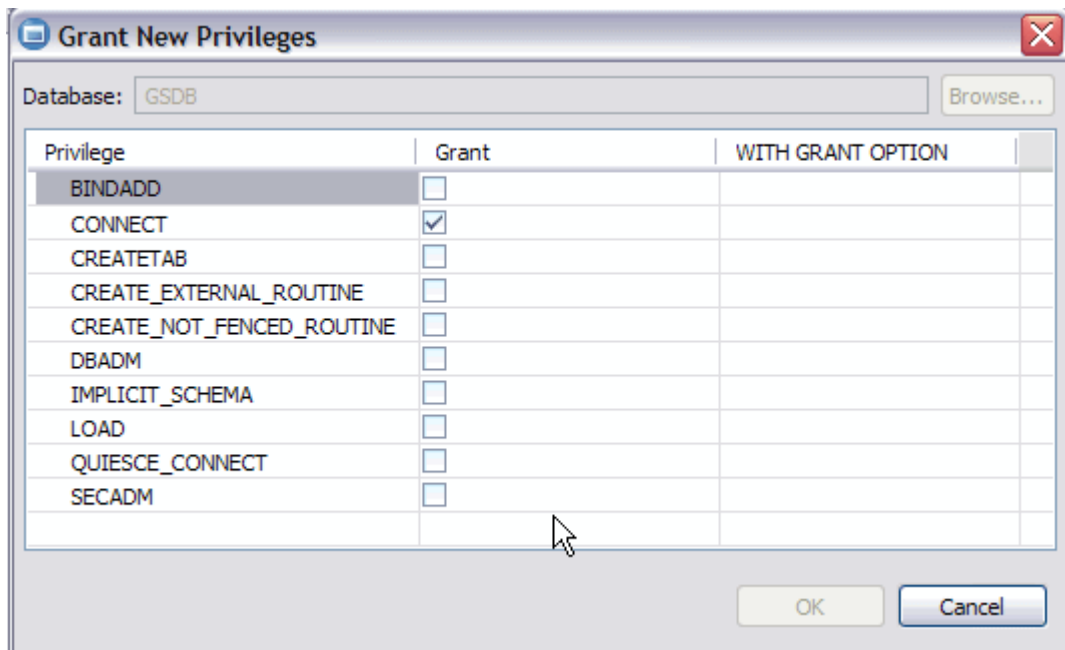 Grant New Privileges
Database: GSDB Browse...
Privilege Grant WITH GRANT OPTION
BINDADD
CONNECT
CREATETAB
CREATE_EXTERNAL_ROUTINE
CREATE_NOT_FENCED_ROUTINE
DBADM
IMPLICIT_SCHEMA
LOAD
QUIESCE_CONNECT
SECADM
OK Cancel